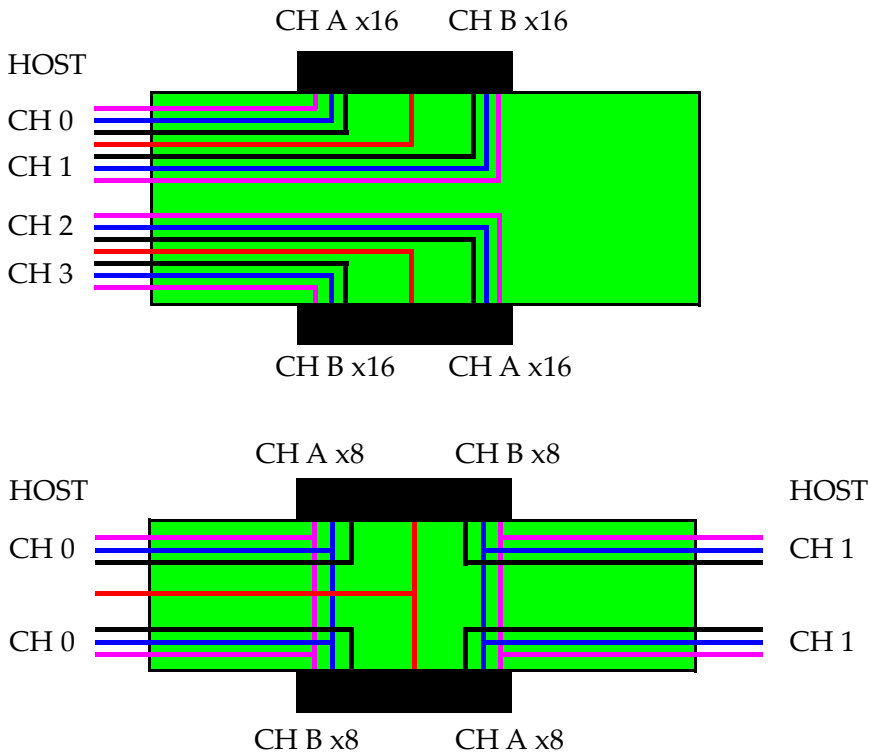 CH A x16 CH B x16
HOST
CH 0
CH 1
CH 2
CH 3
CH B x16 CH A x16
CH A x8 CH B x8
HOST HOST
CH 0 CH 1
CH 0 CH 1
CH B x8 CH A x8